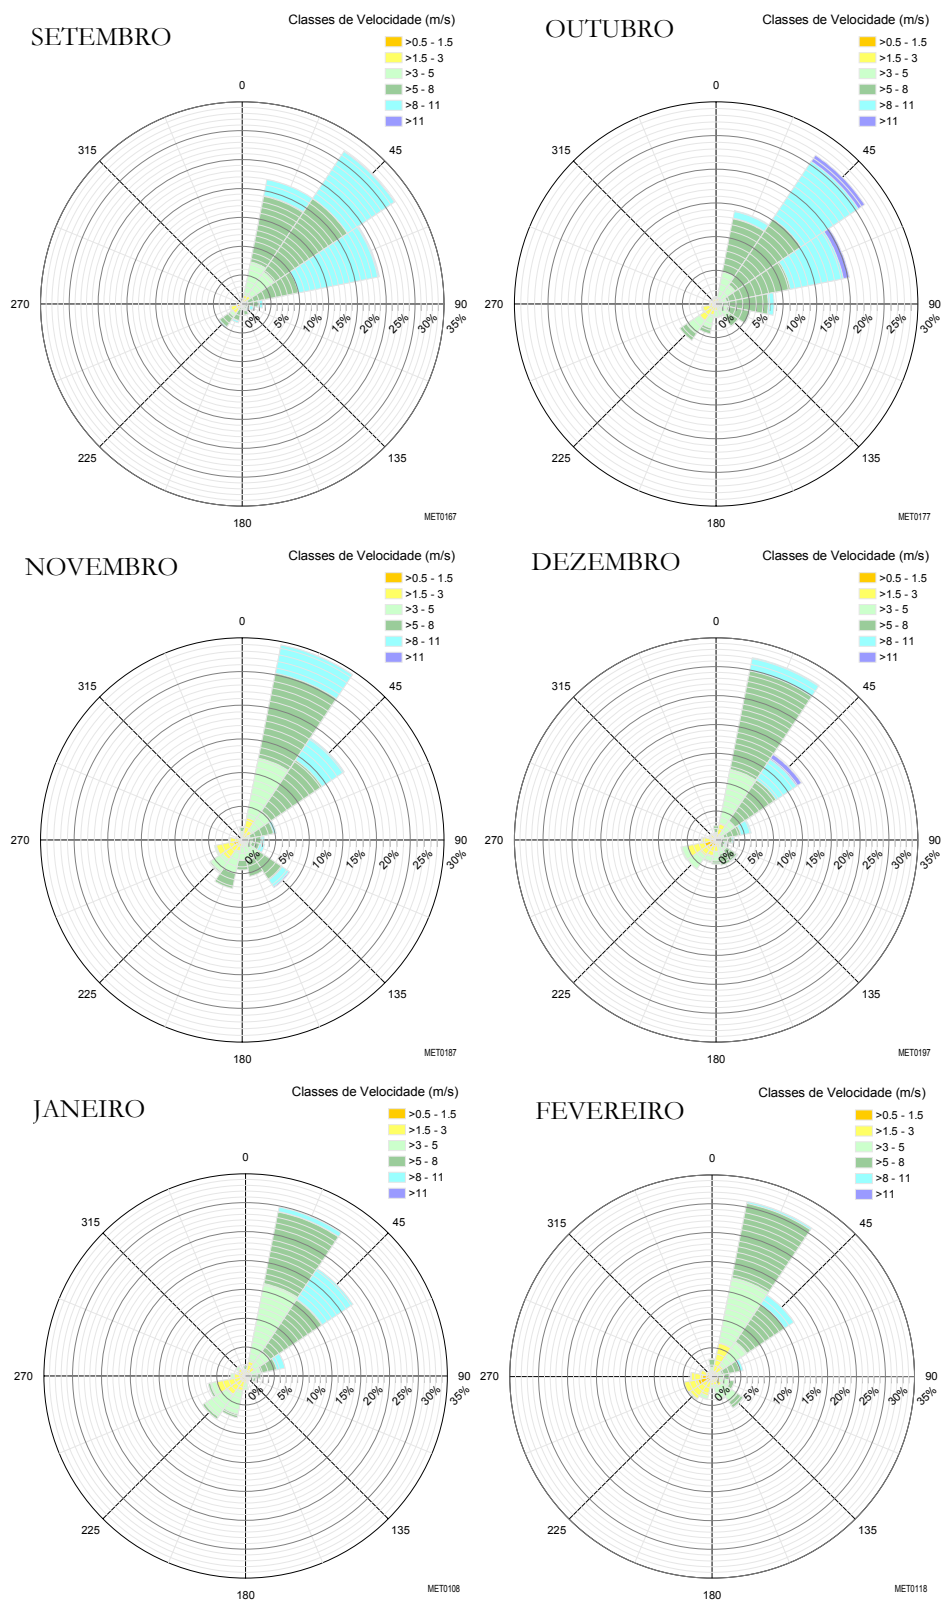 SETEMBRO
Classes de Velocidade (m/s)
>0.5 - 1.5
>1.5 - 3
>3 - 5
>5 - 8
>8 - 11
>11
0
315
45
270
90
0%
5%
10%
15%
20%
25%
30%
35%
225
135
180
MET0167
OUTUBRO
Classes de Velocidade (m/s)
>0.5 - 1.5
>1.5 - 3
>3 - 5
>5 - 8
>8 - 11
>11
0
315
45
270
90
0%
5%
10%
15%
20%
25%
30%
225
135
180
MET0177
NOVEMBRO
Classes de Velocidade (m/s)
>0.5 - 1.5
>1.5 - 3
>3 - 5
>5 - 8
>8 - 11
>11
0
315
45
270
90
0%
5%
10%
15%
20%
25%
30%
225
135
180
MET0187
DEZEMBRO
Classes de Velocidade (m/s)
>0.5 - 1.5
>1.5 - 3
>3 - 5
>5 - 8
>8 - 11
>11
0
315
45
270
90
0%
5%
10%
15%
20%
25%
30%
35%
225
135
180
MET0197
JANEIRO
Classes de Velocidade (m/s)
>0.5 - 1.5
>1.5 - 3
>3 - 5
>5 - 8
>8 - 11
>11
0
315
45
270
90
0%
5%
10%
15%
20%
25%
30%
35%
225
135
180
MET0108
FEVEREIRO
Classes de Velocidade (m/s)
>0.5 - 1.5
>1.5 - 3
>3 - 5
>5 - 8
>8 - 11
>11
0
315
45
270
90
0%
5%
10%
15%
20%
25%
30%
35%
225
135
180
MET0118